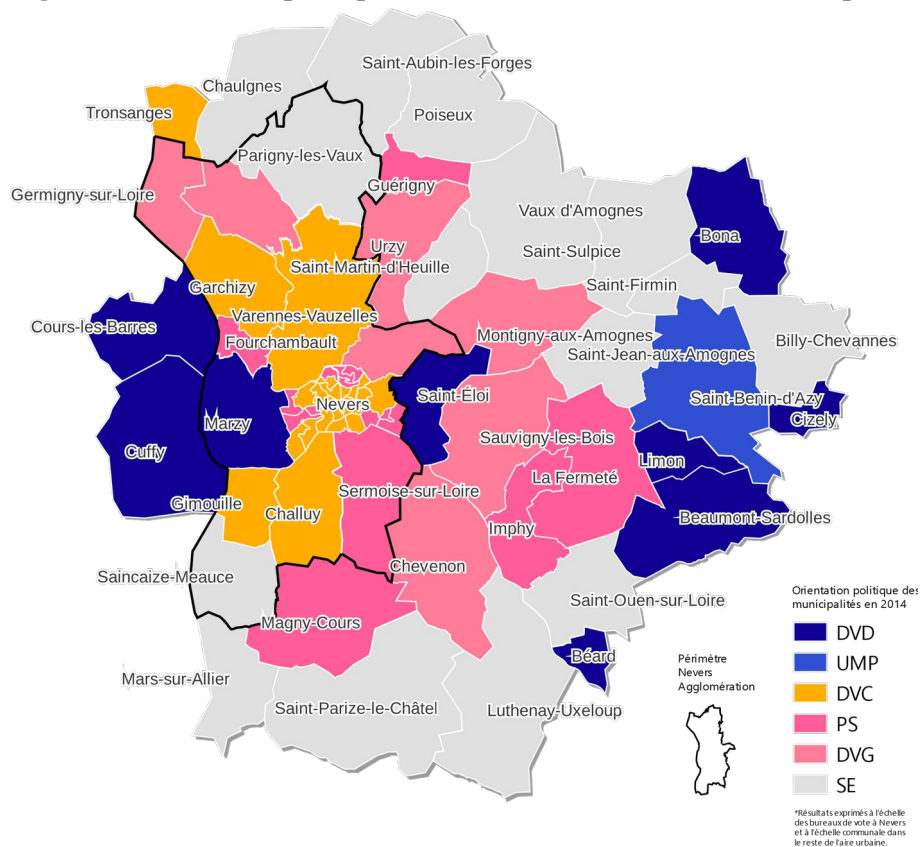 Saint-Aubin-les-Forges
Chaulgnes
Tronsanges
Poiseux
Parigny-les-Vaux
Guérigny
Germigny-sur-Loire
Vaux d'Amognes
Bona
Urzy
Saint-Sulpice
Saint-Martin-d'Heuille
Garchizy
Saint-Firmin
Varennes-Vauzelles
Cours-les-Barres
Fourchambault
Montigny-aux-Amognes
Billy-Chevannes
Saint-Jean-aux-Amognes
Saint-Éloi
Saint-Benin-d'Azy
Nevers
Cizely
Marzy
Sauvigny-les-Bois
Cuffy
Limon
La Fermeté
Sermoise-sur-Loire
Gimouille
Challuy
Beaumont-Sardolles
Imphy
Chevenon
Saincaize-Meauce
Saint-Ouen-sur-Loire
Magny-Cours
Béard
Mars-sur-Allier
Saint-Parize-le-Châtel
Luthenay-Uxeloup
Périmètre
Nevers
Agglomération
Orientation politique des
municipalités en 2014
DVD
UMP
DVC
PS
DVG
SE
*Résultats exprimés à l'échelle
des bureaux de vote à Nevers
et à l'échelle communale dans
le reste de l'aire urbaine.